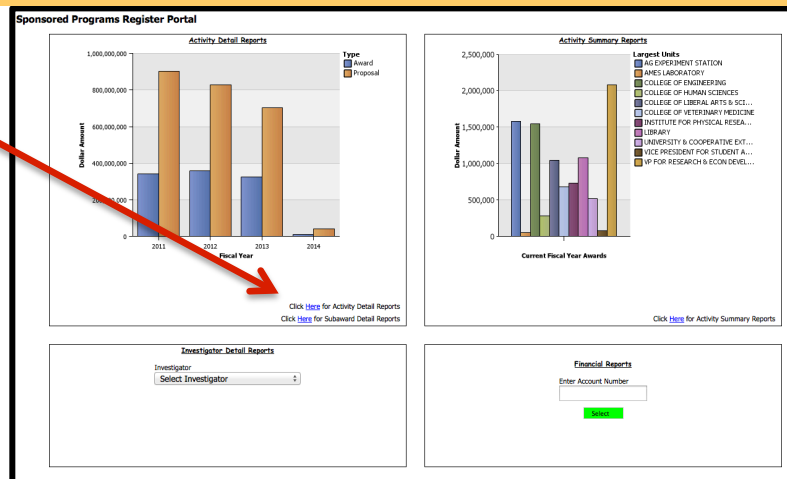 Sponsored Programs Register Portal
Activity Detail Reports
Type
Award
Proposal
1,000,000,000
800,000,000
600,000,000
400,000,000
200,000,000
0
Dollar Amount
2011 2012 2013 2014
Fiscal Year
Click Here for Activity Detail Reports
Click Here for Subaward Detail Reports
Activity Summary Reports
Largest Units
AG EXPERIMENT STATION
AMES LABORATORY
COLLEGE OF ENGINEERING
COLLEGE OF HUMAN SCIENCES
COLLEGE OF LIBERAL ARTS & SCI...
COLLEGE OF VETERINARY MEDICINE
INSTITUTE FOR PHYSICAL RESEA...
LIBRARY
UNIVERSITY & COOPERATIVE EXT...
VICE PRESIDENT FOR STUDENT A...
VP FOR RESEARCH & ECON DEVEL...
2,500,000
2,000,000
1,500,000
1,000,000
500,000
0
Dollar Amount
Current Fiscal Year Awards
Click Here for Activity Summary Reports
Investigator Detail Reports
Investigator
Select Investigator
Financial Reports
Enter Account Number
Select